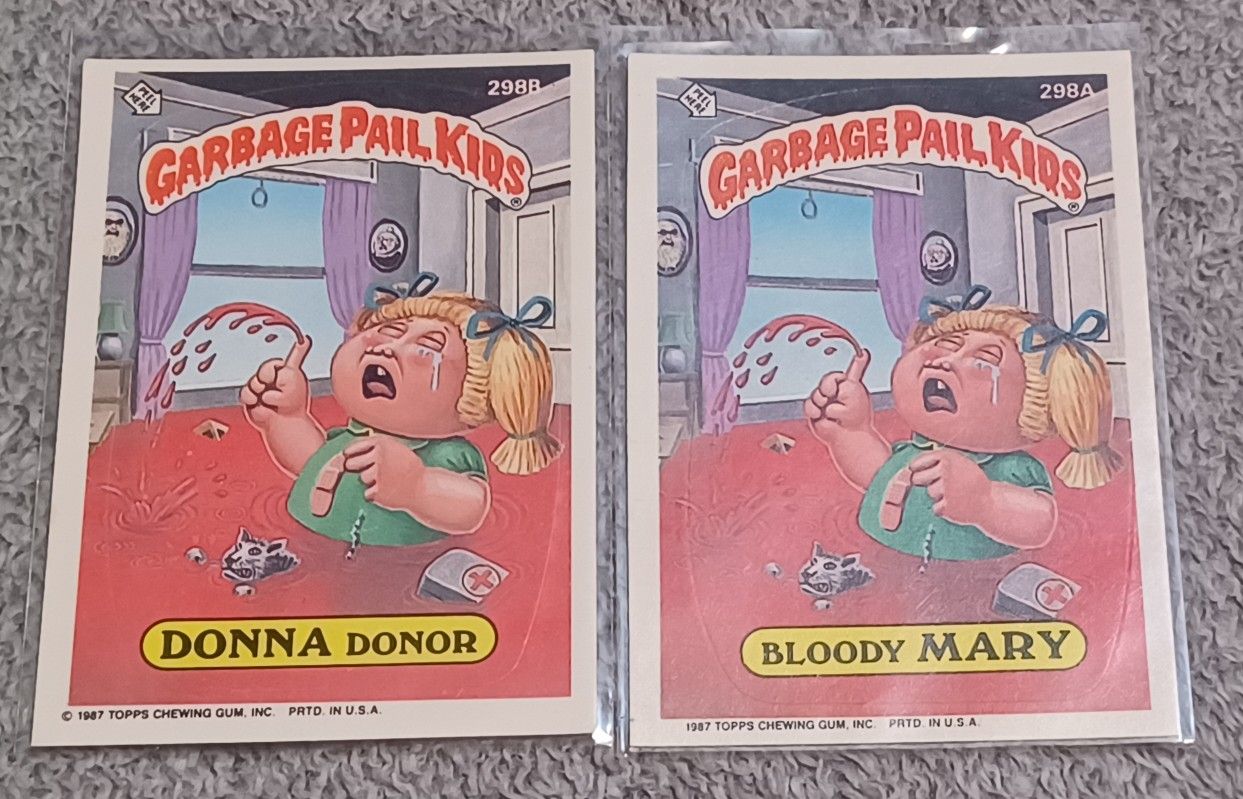 PEEL HERE
298B
GARBAGE PAIL KIDS®
DONNA DONOR
© 1987 TOPPS CHEWING GUM, INC. PRTD. IN U.S.A.
PEEL HERE
298A
GARBAGE PAIL KIDS®
BLOODY MARY
1987 TOPPS CHEWING GUM, INC. PRTD. IN U.S.A.